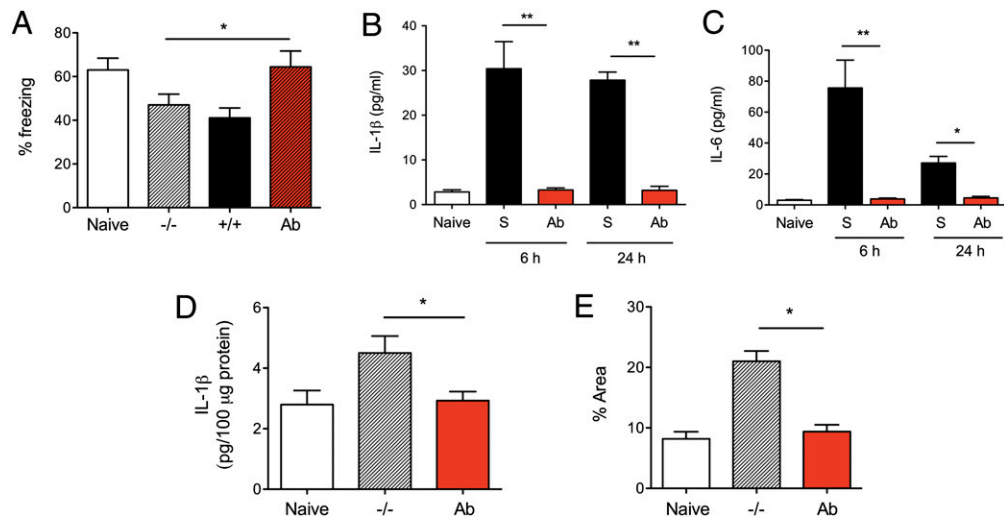 A
% freezing
80
60
40
20
0
*
Naive -/- +/+ Ab
B
IL-1β (pg/ml)
40
30
20
10
0
** **
Naive S Ab S Ab
6 h 24 h
C
IL-6 (pg/ml)
100
80
60
40
20
0
** *
Naive S Ab S Ab
6 h 24 h
D
IL-1β
(pg/100 µg protein)
6
4
2
0
*
Naive -/- Ab
E
% Area
30
20
10
0
*
Naive -/- Ab